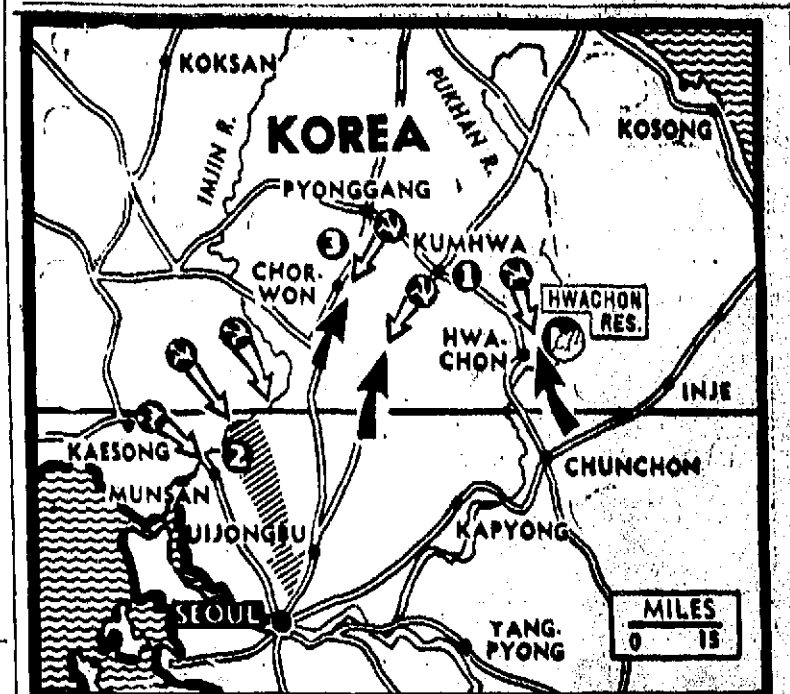 KOKSAN
KOREA
IMJIN R.
PUKHAN R.
KOSONG
PYONGGANG
3
KUMHWA
1
CHOR-
WON
HWACHON
RES.
HWA-
CHON
INJE
KAESONG
2
CHUNCHON
MUNSAN
UIJONGBU
KAPYONG
SEOUL
YANG-
PYONG
MILES
0 15